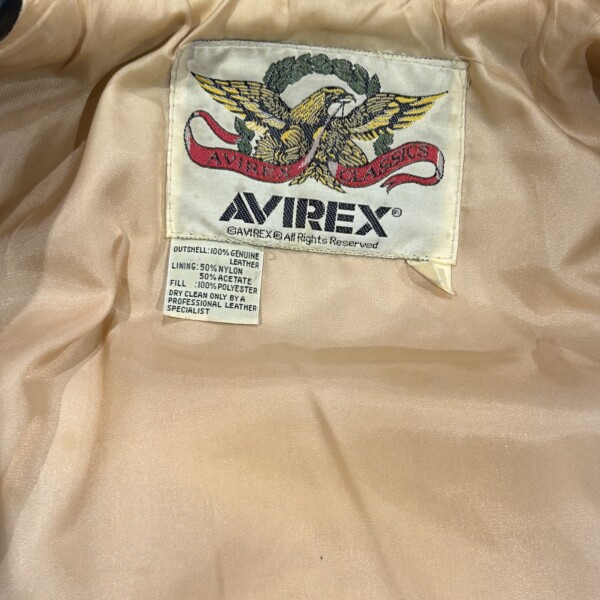 AVIREX CLASSICS
AVIREX®
©AVIREX® All Rights Reserved
OUTSHELL: 100% GENUINE
LEATHER
LINING: 50% NYLON
50% ACETATE
FILL :100% POLYESTER
DRY CLEAN ONLY BY A
PROFESSIONAL LEATHER
SPECIALIST